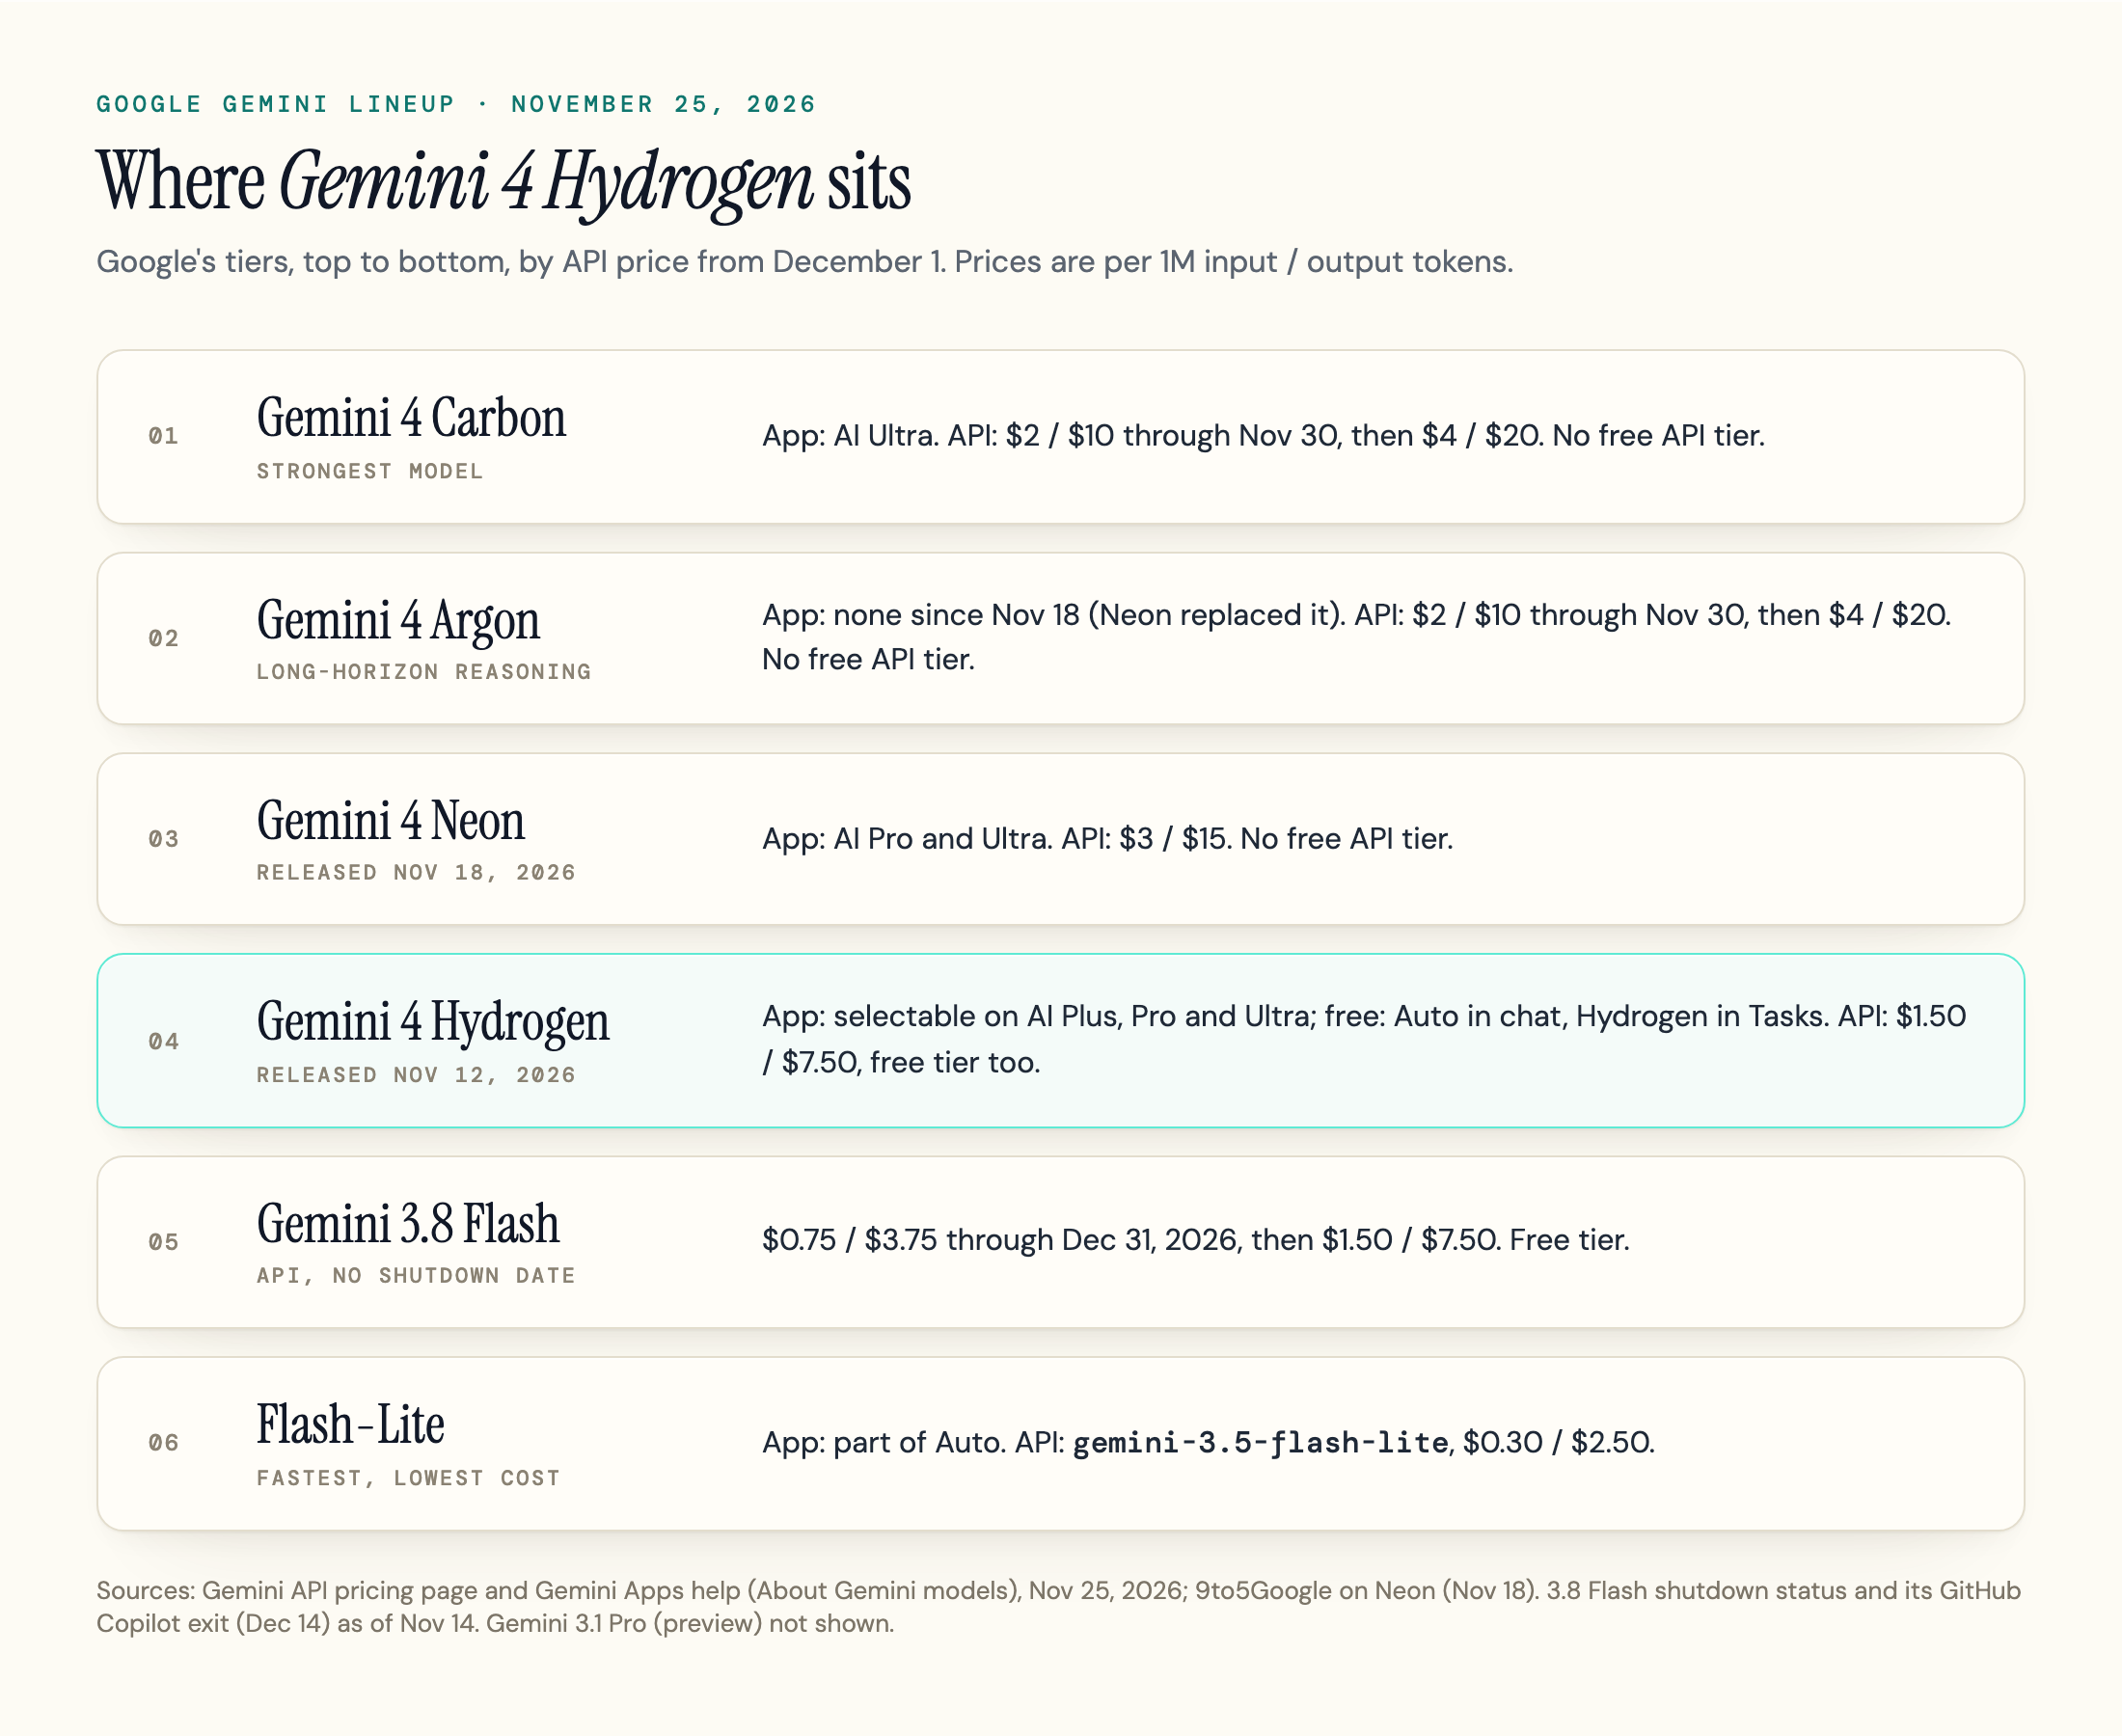 GOOGLE GEMINI LINEUP · NOVEMBER 25, 2026
Where Gemini 4 Hydrogen sits
Google's tiers, top to bottom, by API price from December 1. Prices are per 1M input / output tokens.
01
Gemini 4 Carbon
STRONGEST MODEL
App: AI Ultra. API: $2 / $10 through Nov 30, then $4 / $20. No free API tier.
02
Gemini 4 Argon
LONG-HORIZON REASONING
App: none since Nov 18 (Neon replaced it). API: $2 / $10 through Nov 30, then $4 / $20.
No free API tier.
03
Gemini 4 Neon
RELEASED NOV 18, 2026
App: AI Pro and Ultra. API: $3 / $15. No free API tier.
04
Gemini 4 Hydrogen
RELEASED NOV 12, 2026
App: selectable on AI Plus, Pro and Ultra; free: Auto in chat, Hydrogen in Tasks. API: $1.50
/ $7.50, free tier too.
05
Gemini 3.8 Flash
API, NO SHUTDOWN DATE
$0.75 / $3.75 through Dec 31, 2026, then $1.50 / $7.50. Free tier.
06
Flash-Lite
FASTEST, LOWEST COST
App: part of Auto. API: gemini-3.5-flash-lite, $0.30 / $2.50.
Sources: Gemini API pricing page and Gemini Apps help (About Gemini models), Nov 25, 2026; 9to5Google on Neon (Nov 18). 3.8 Flash shutdown status and its GitHub
Copilot exit (Dec 14) as of Nov 14. Gemini 3.1 Pro (preview) not shown.